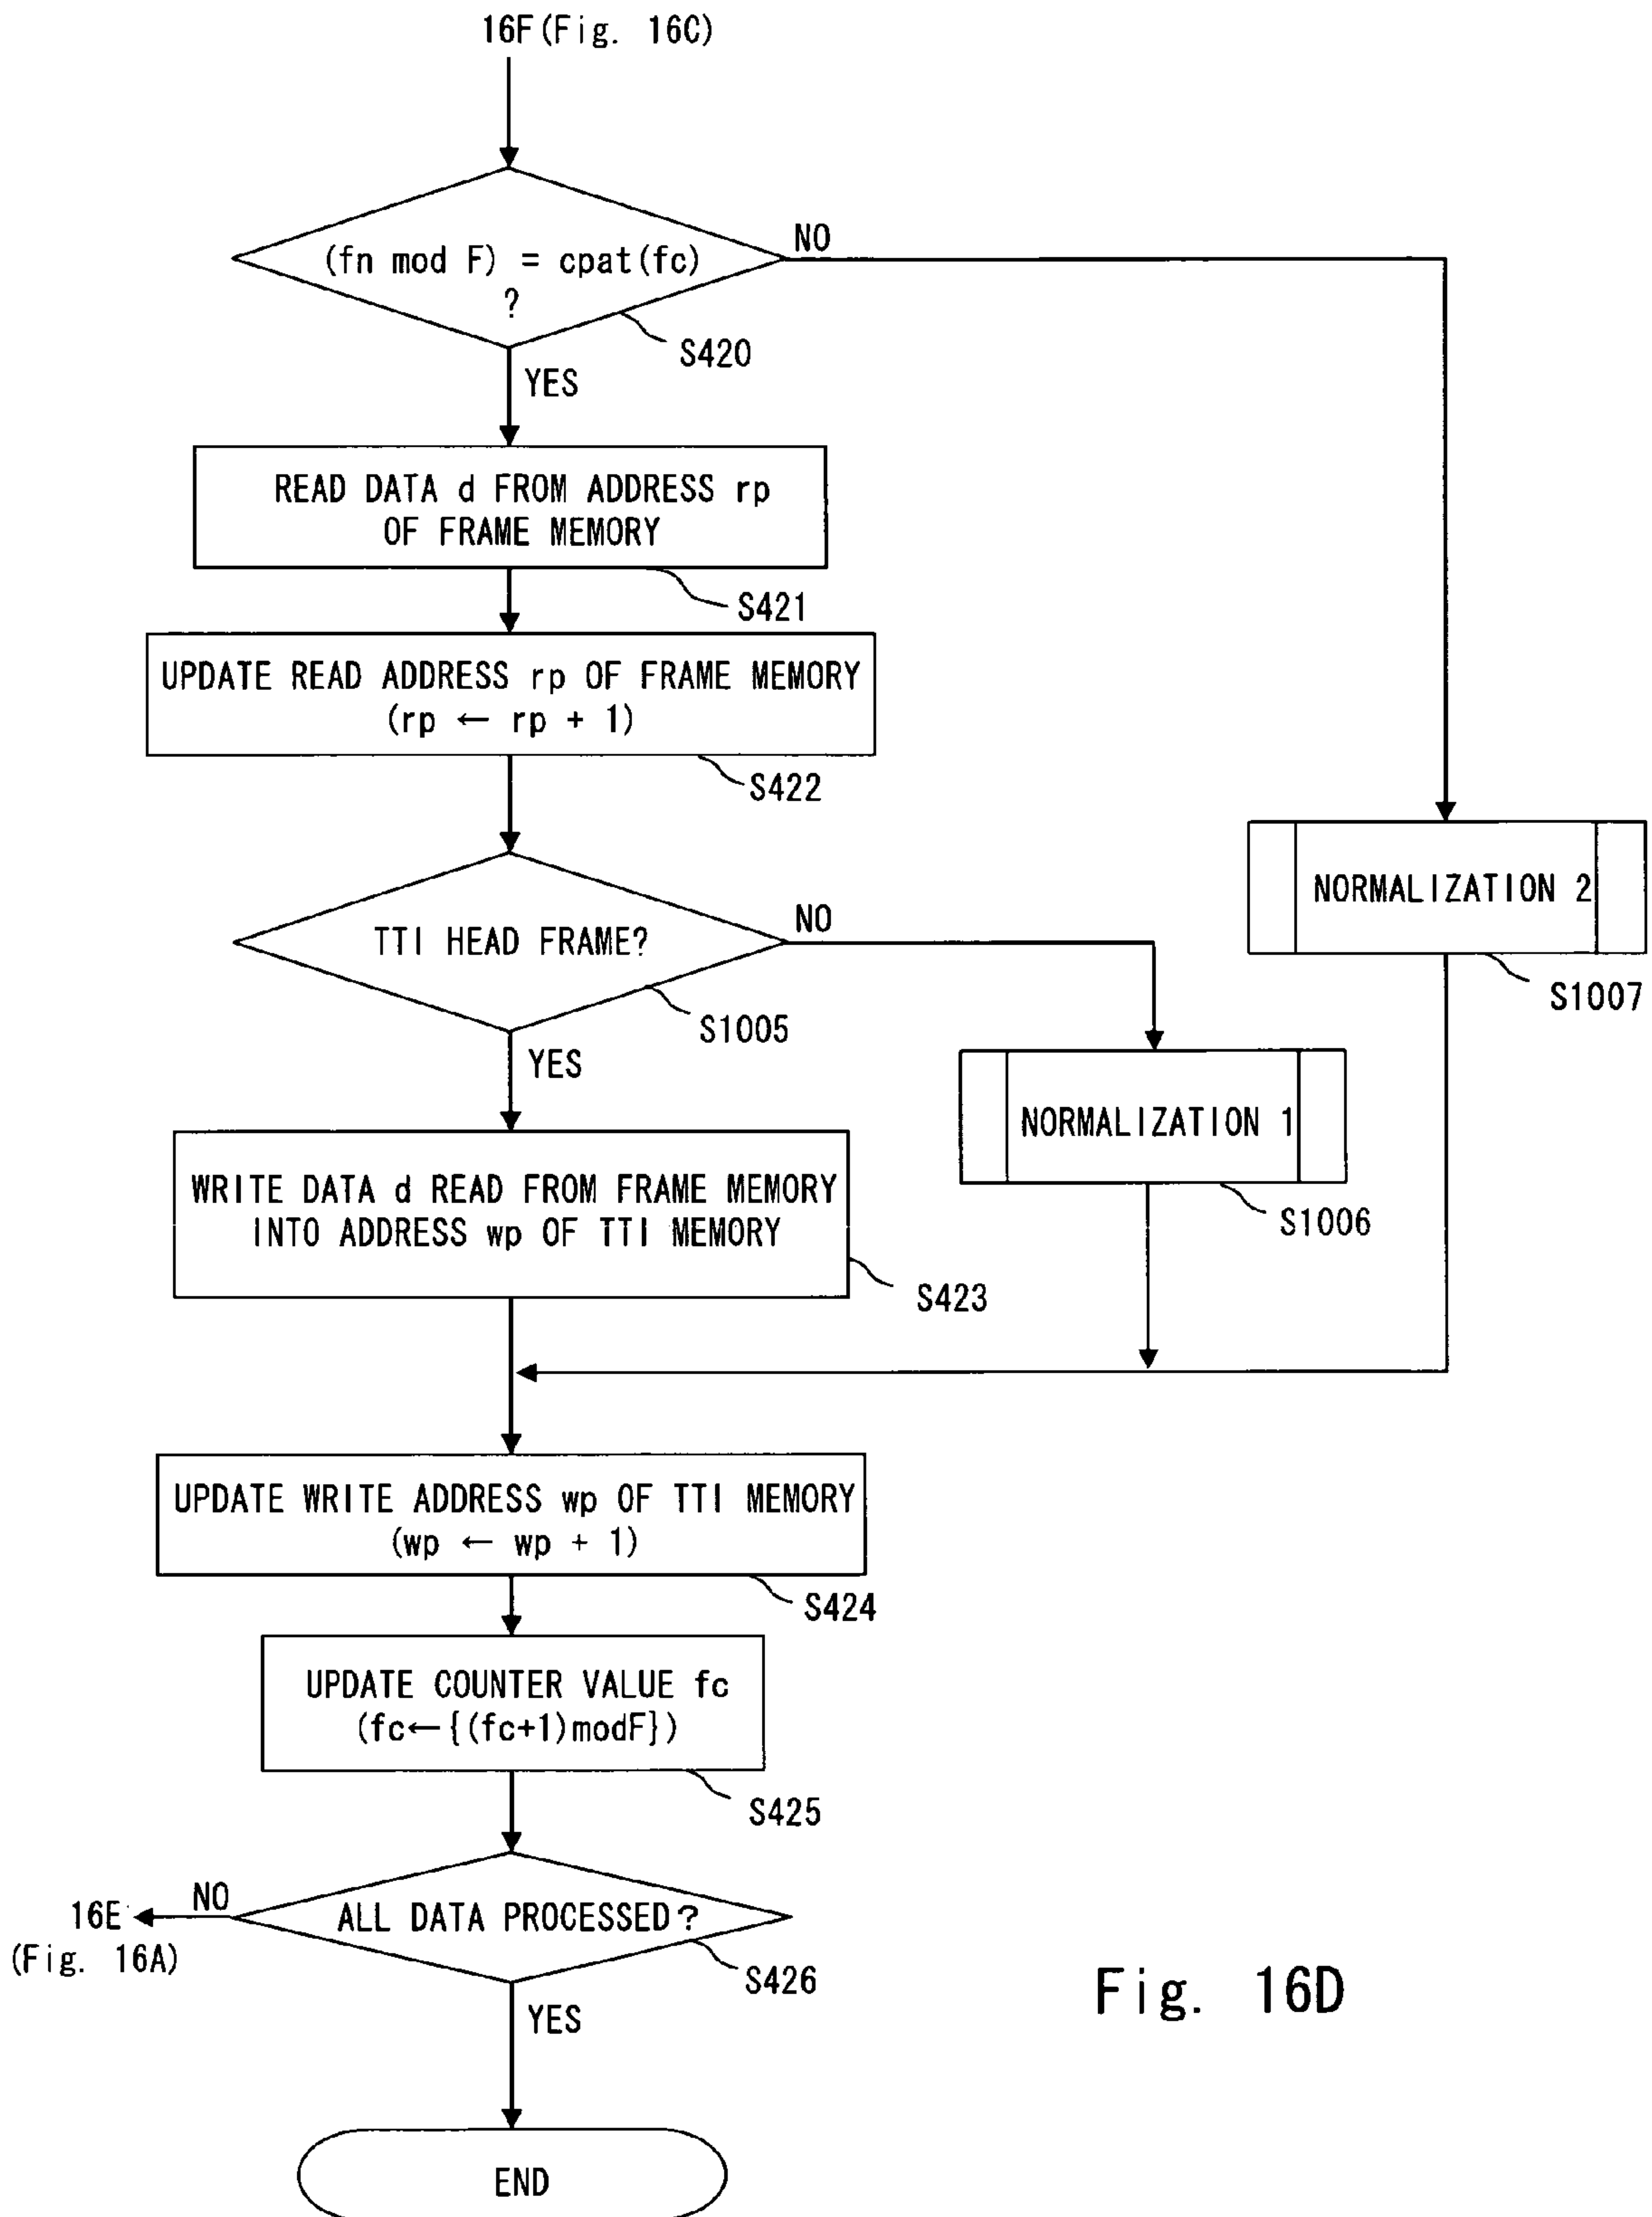 16F(Fig. 16C)
(fn mod F) = cpat(fc)
?
NO
S420
YES
READ DATA d FROM ADDRESS rp
OF FRAME MEMORY
S421
UPDATE READ ADDRESS rp OF FRAME MEMORY
(rp ← rp + 1)
S422
NORMALIZATION 2
S1007
TTI HEAD FRAME?
NO
S1005
YES
NORMALIZATION 1
S1006
WRITE DATA d READ FROM FRAME MEMORY
INTO ADDRESS wp OF TTI MEMORY
S423
UPDATE WRITE ADDRESS wp OF TTI MEMORY
(wp ← wp + 1)
S424
UPDATE COUNTER VALUE fc
(fc←{(fc+1)modF})
S425
ALL DATA PROCESSED?
NO
16E
(Fig. 16A)
S426
YES
END
Fig. 16D